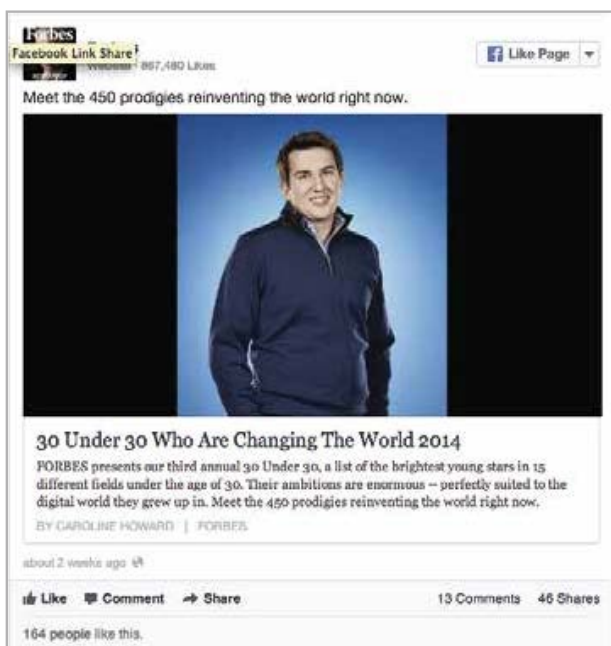 Forbes
Facebook Link Share
Website · 867,480 Likes
Like Page
Meet the 450 prodigies reinventing the world right now.
30 Under 30 Who Are Changing The World 2014
FORBES presents our third annual 30 Under 30, a list of the brightest young stars in 15
different fields under the age of 30. Their ambitions are enormous -- perfectly suited to the
digital world they grew up in. Meet the 450 prodigies reinventing the world right now.
BY CAROLINE HOWARD | FORBES
about 2 weeks ago
Like Comment Share 13 Comments 46 Shares
164 people like this.